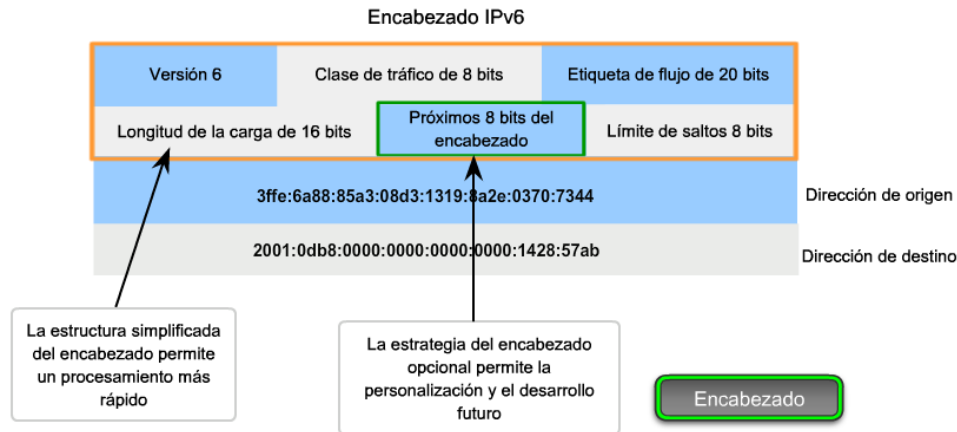 Encabezado IPv6
Versión 6
Clase de tráfico de 8 bits
Etiqueta de flujo de 20 bits
Longitud de la carga de 16 bits
Próximos 8 bits del
encabezado
Límite de saltos 8 bits
3ffe:6a88:85a3:08d3:1319:8a2e:0370:7344
Dirección de origen
2001:0db8:0000:0000:0000:0000:1428:57ab
Dirección de destino
La estructura simplificada
del encabezado permite
un procesamiento más
rápido
La estrategia del encabezado
opcional permite la
personalización y el desarrollo
futuro
Encabezado